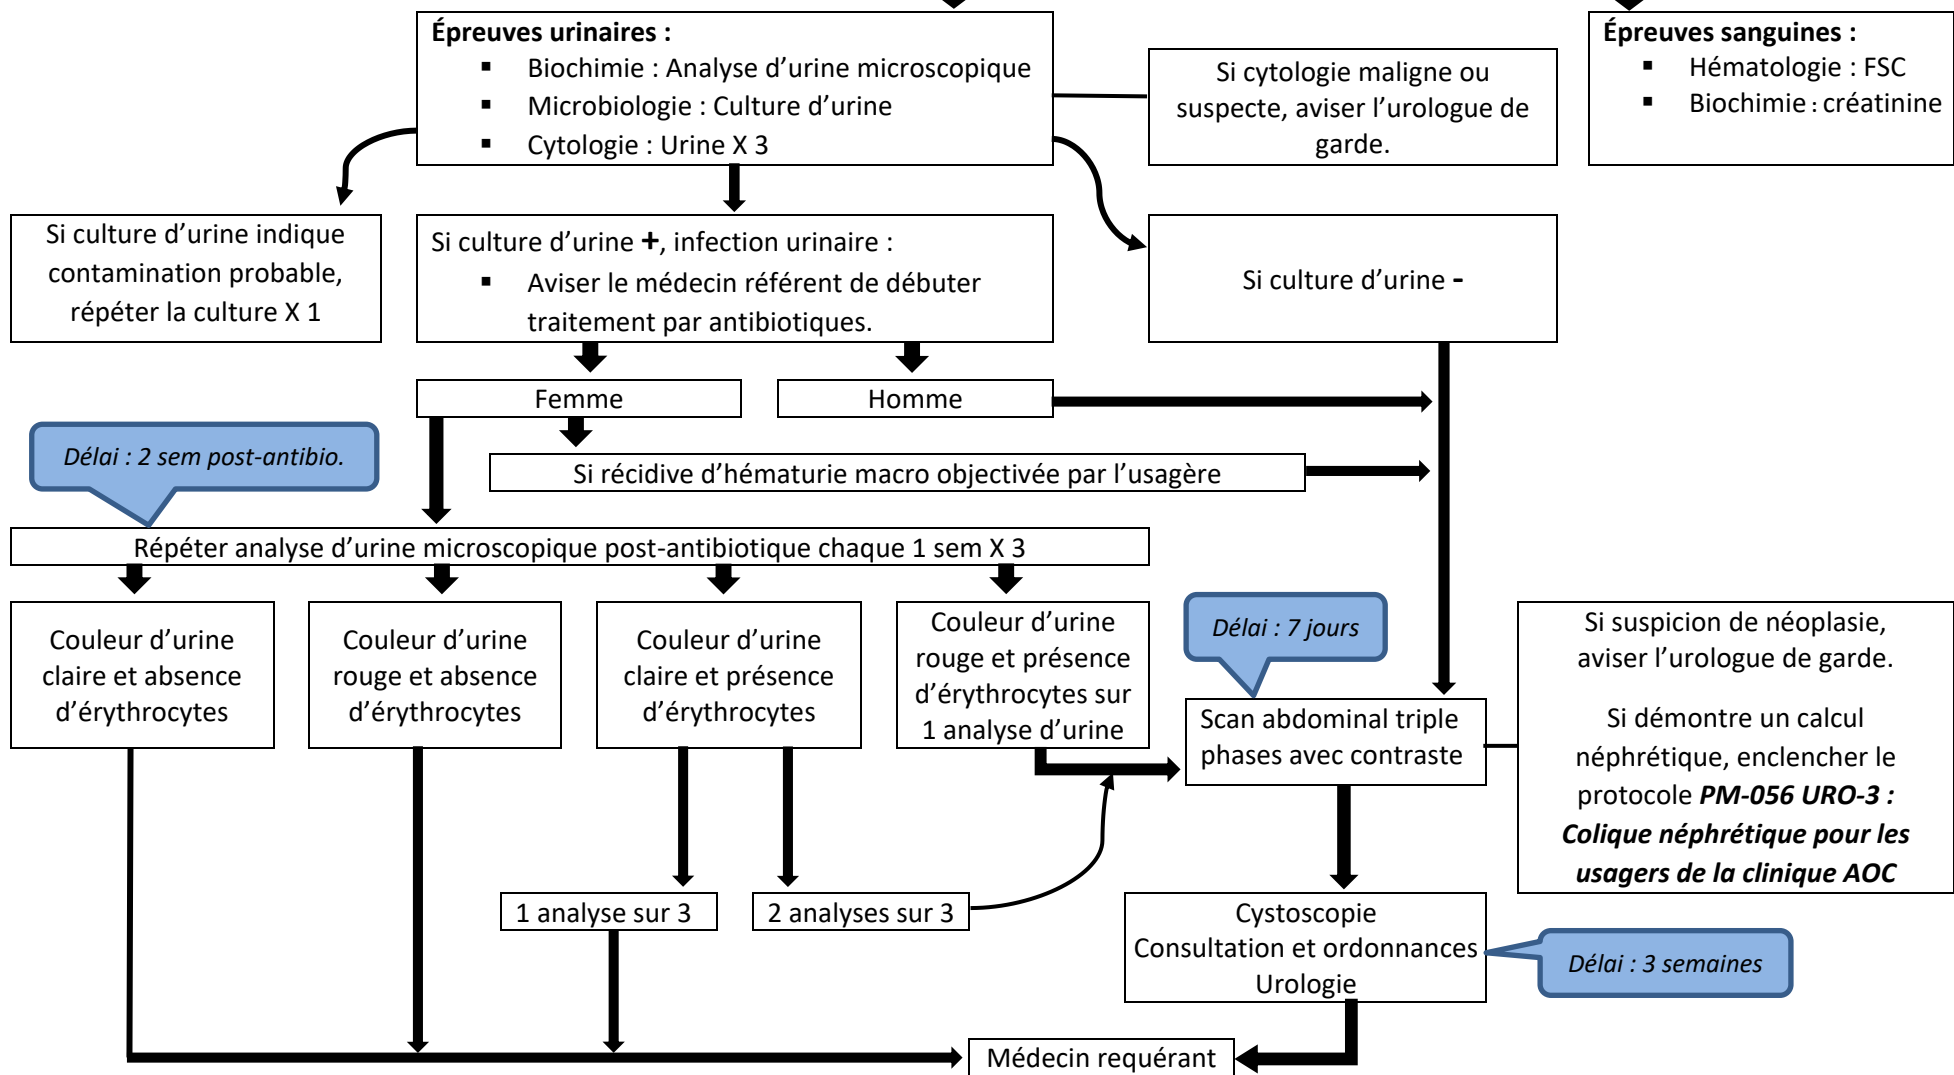 Épreuves urinaires :
▪ Biochimie : Analyse d’urine microscopique
▪ Microbiologie : Culture d’urine
▪ Cytologie : Urine X 3
Si cytologie maligne ou
suspecte, aviser l’urologue de
garde.
Épreuves sanguines :
▪ Hématologie : FSC
▪ Biochimie : créatinine
Si culture d’urine indique
contamination probable,
répéter la culture X 1
Si culture d’urine +, infection urinaire :
▪ Aviser le médecin référent de débuter
traitement par antibiotiques.
Si culture d’urine -
Femme
Homme
Délai : 2 sem post-antibio.
Si récidive d’hématurie macro objectivée par l’usagère
Répéter analyse d’urine microscopique post-antibiotique chaque 1 sem X 3
Couleur d’urine
claire et absence
d’érythrocytes
Couleur d’urine
rouge et absence
d’érythrocytes
Couleur d’urine
claire et présence
d’érythrocytes
Couleur d’urine
rouge et présence
d’érythrocytes sur
1 analyse d’urine
Délai : 7 jours
Scan abdominal triple
phases avec contraste
Si suspicion de néoplasie,
aviser l’urologue de garde.
Si démontre un calcul
néphrétique, enclencher le
protocole PM-056 URO-3 :
Colique néphrétique pour les
usagers de la clinique AOC
1 analyse sur 3
2 analyses sur 3
Cystoscopie
Consultation et ordonnances
Urologie
Délai : 3 semaines
Médecin requérant